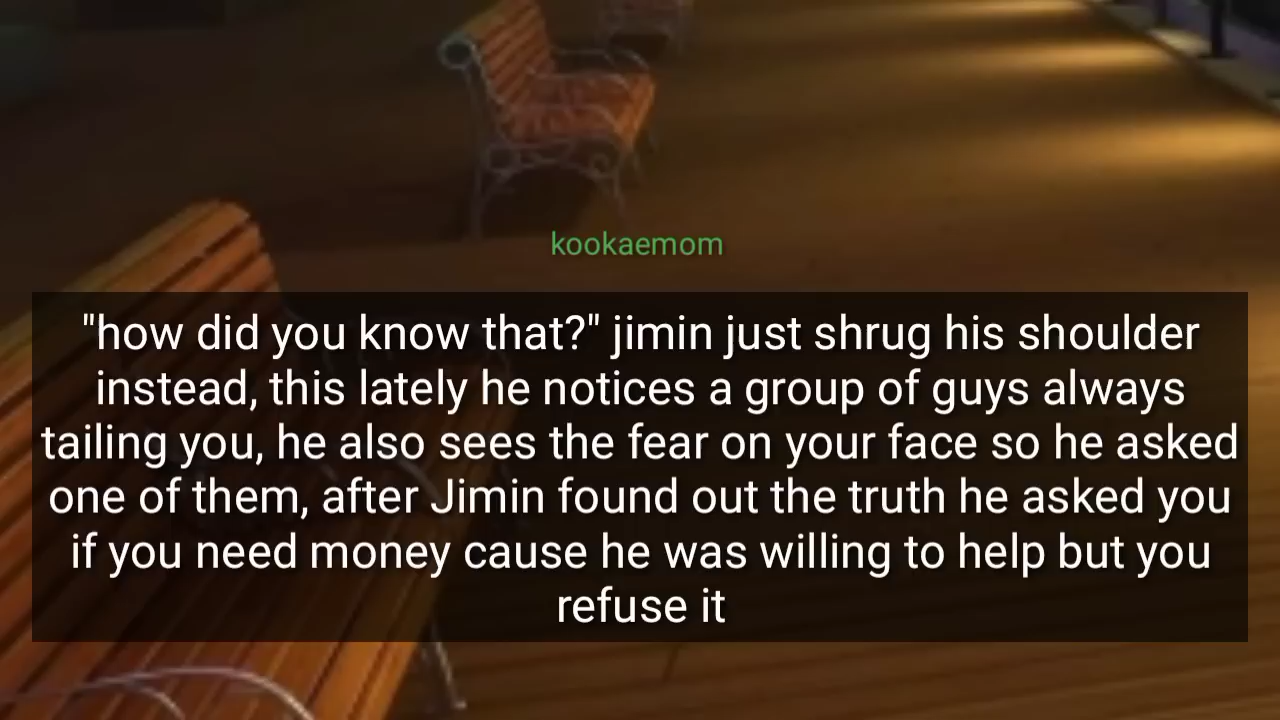 kookaemom
"how did you know that?" jimin just shrug his shoulder
instead, this lately he notices a group of guys always
tailing you, he also sees the fear on your face so he asked
one of them, after Jimin found out the truth he asked you
if you need money cause he was willing to help but you
refuse it